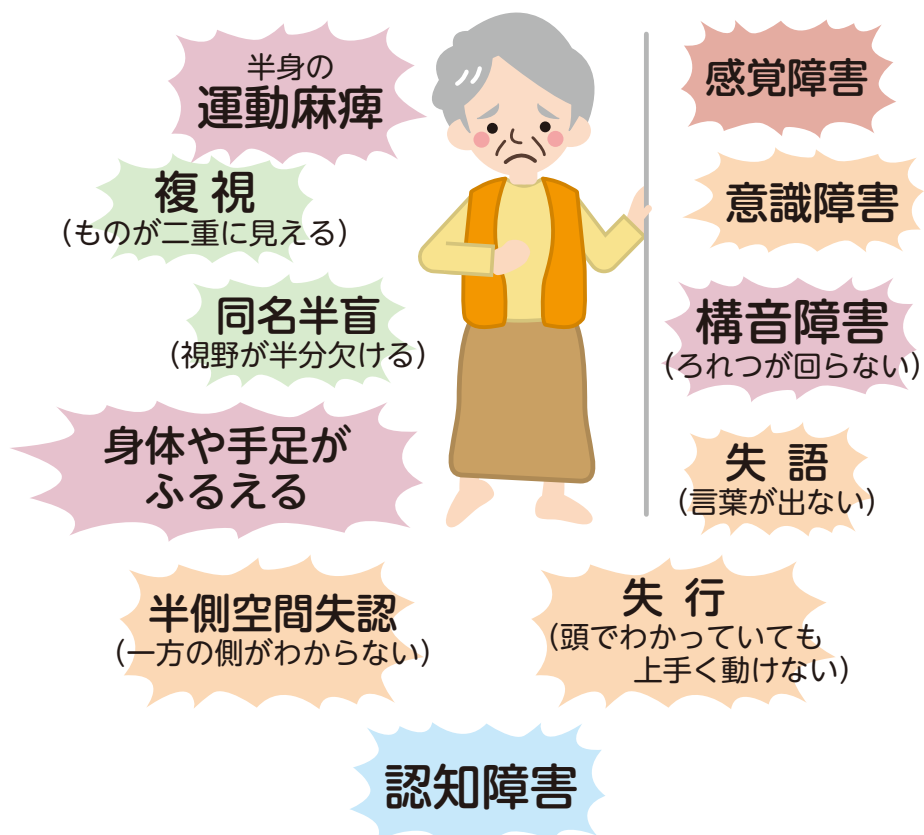 半身の
運動麻痺
複視
（ものが二重に見える）
同名半盲
（視野が半分欠ける）
身体や手足が
ふるえる
半側空間失認
（一方の側がわからない）
感覚障害
意識障害
構音障害
（ろれつが回らない）
失語
（言葉が出ない）
失行
（頭でわかっていても
上手く動けない）
認知障害